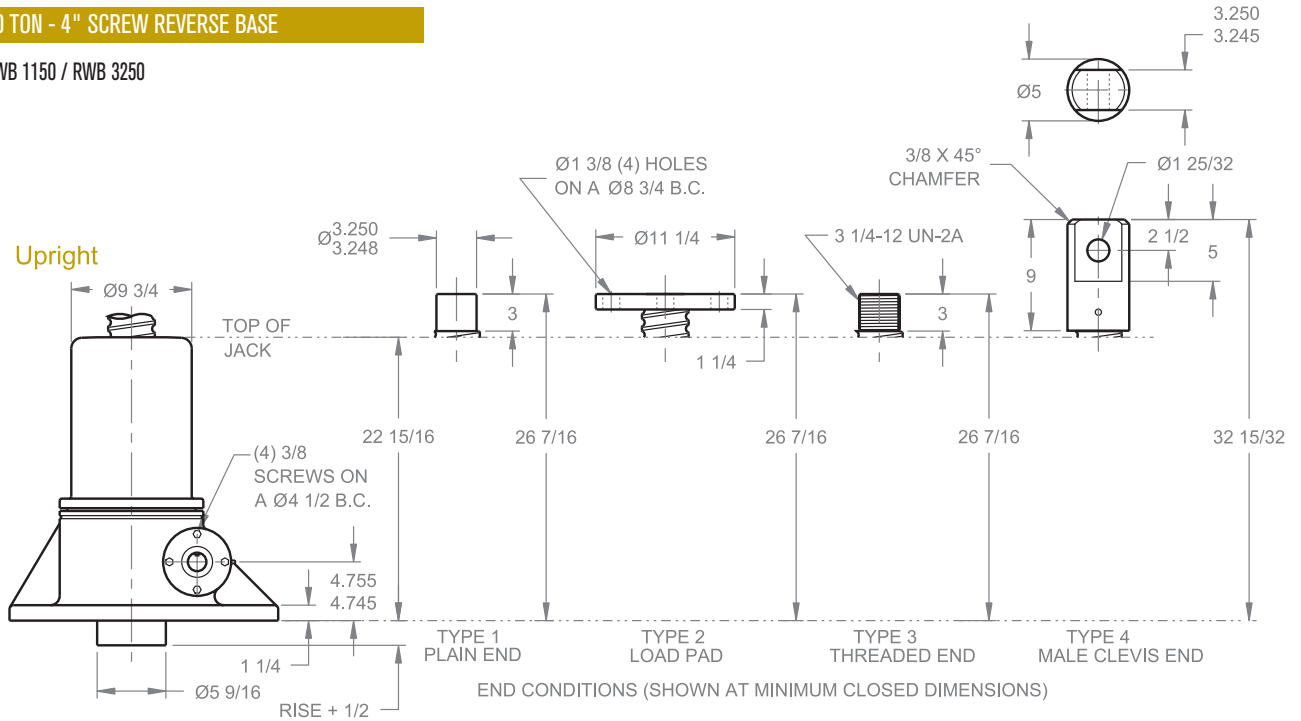 TON - 4" SCREW REVERSE BASE
1150 / RWB 3250
3.250
3.245
Ø5
3/8 X 45°
CHAMFER
Ø1 25/32
Ø1 3/8 (4) HOLES
ON A Ø8 3/4 B.C.
Ø3.250
3.248
Ø11 1/4
3 1/4-12 UN-2A
2 1/2
5
9
Upright
Ø9 3/4
TOP OF
JACK
3
1 1/4
3
22 15/16
26 7/16
26 7/16
26 7/16
32 15/32
(4) 3/8
SCREWS ON
A Ø4 1/2 B.C.
4.755
4.745
1 1/4
Ø5 9/16
RISE + 1/2
TYPE 1
PLAIN END
TYPE 2
LOAD PAD
TYPE 3
THREADED END
TYPE 4
MALE CLEVIS END
END CONDITIONS (SHOWN AT MINIMUM CLOSED DIMENSIONS)